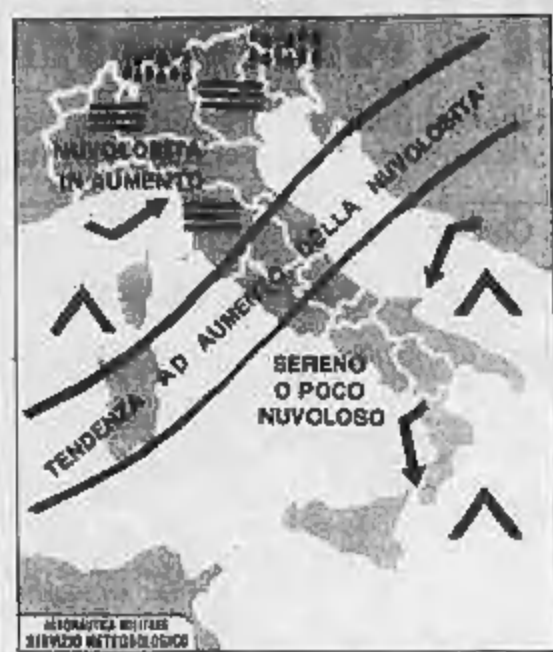 NUVOLOSITA'
IN AUMENTO
TENDENZA AD AUMENTO DELLA NUVOLOSITA'
SERENO
O POCO
NUVOLOSO
AERONAUTICA MILITARE
SERVIZIO METEOROLOGICO